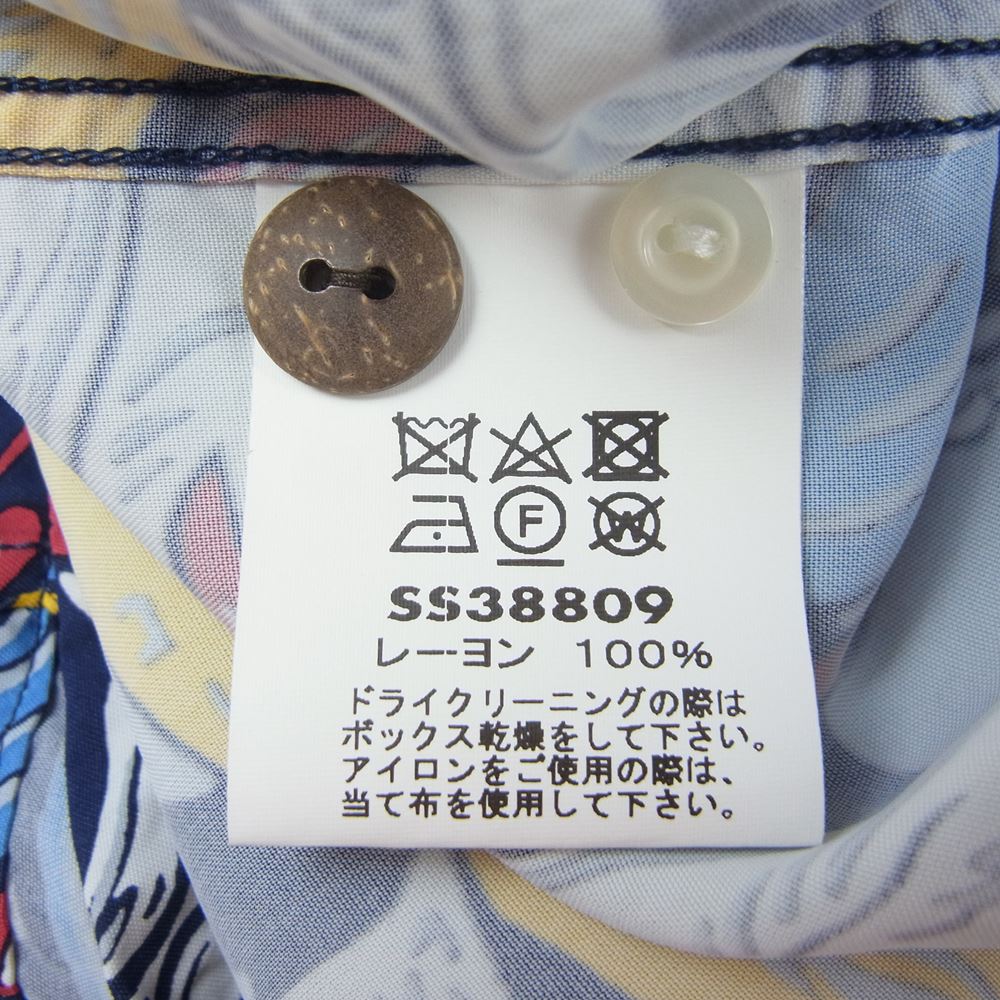 F
W
SS38809
レーヨン 100%
ドライクリーニングの際は
ボックス乾燥をして下さい。
アイロンをご使用の際は、
当て布を使用して下さい。